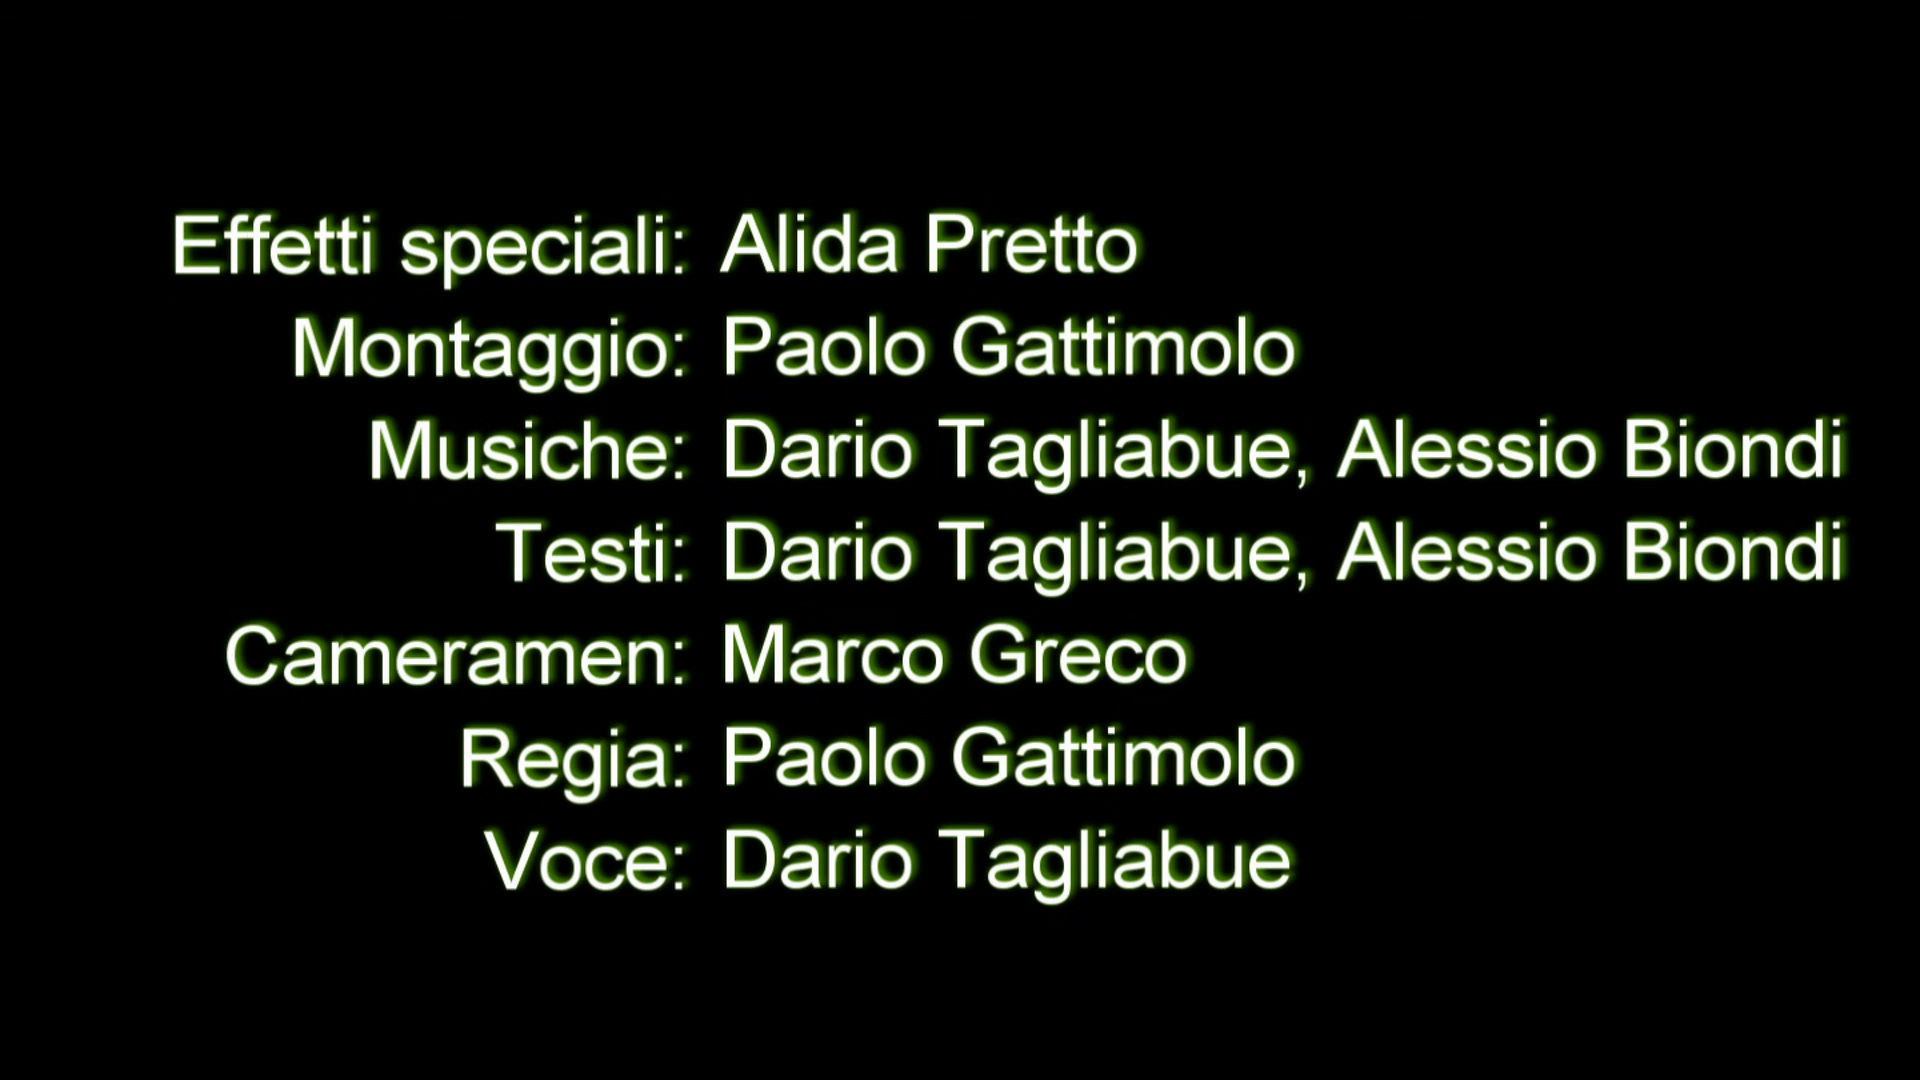 Effetti speciali: Alida Pretto
Montaggio: Paolo Gattimolo
Musiche: Dario Tagliabue, Alessio Biondi
Testi: Dario Tagliabue, Alessio Biondi
Cameramen: Marco Greco
Regia: Paolo Gattimolo
Voce: Dario Tagliabue